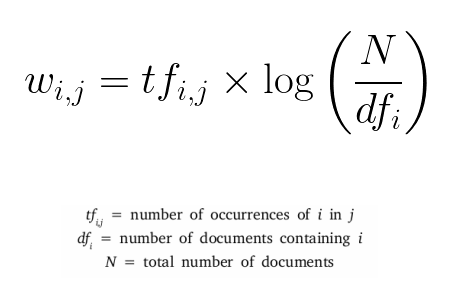 w_{i,j} = tf_{i,j} × log (N / df_i)
tf_{i,j} = number of occurrences of i in j
df_i = number of documents containing i
N = total number of documents